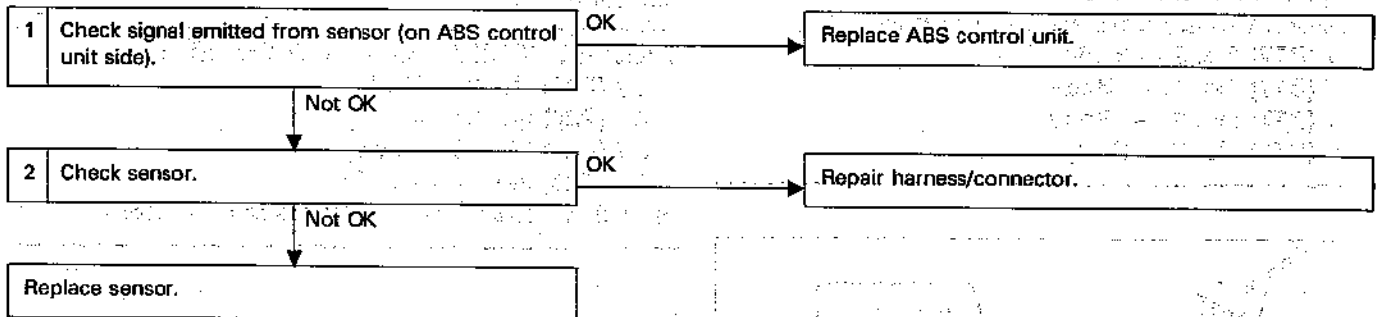 1 Check signal emitted from sensor (on ABS control
unit side).
OK
Replace ABS control unit.
Not OK
2 Check sensor.
OK
Repair harness/connector.
Not OK
Replace sensor.